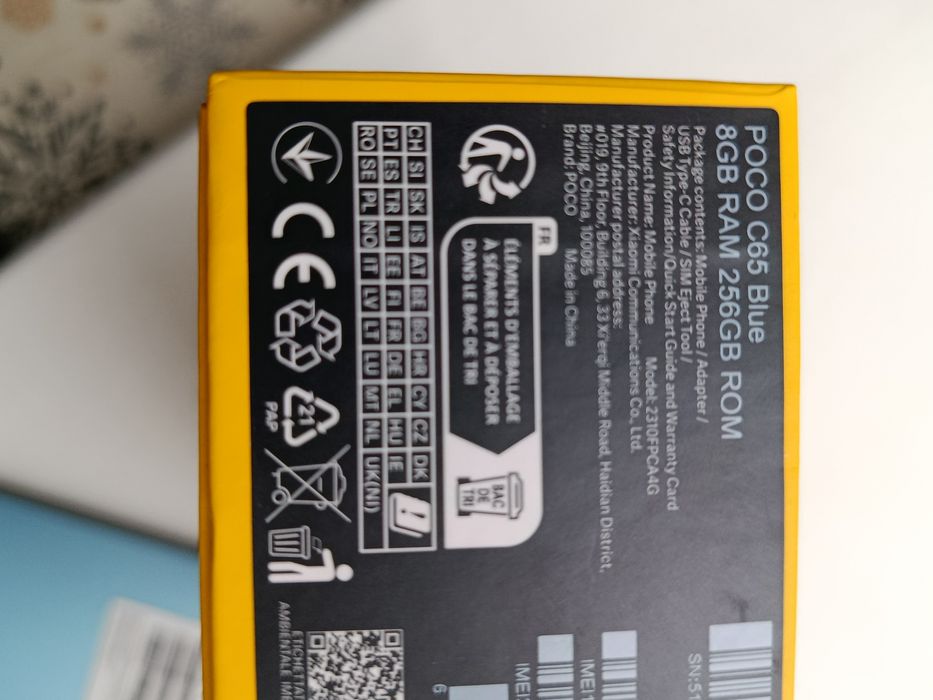 POCO C65 Blue
8GB RAM 256GB ROM
Package contents: Mobile Phone / Adapter /
USB Type-C Cable / SIM Eject Tool /
Safety Information/Quick Start Guide and Warranty Card
Product Name: Mobile Phone Model: 2310FPCA4G
Manufacturer: Xiaomi Communications Co., Ltd.
Manufacturer postal address:
#019, 9th Floor, Building 6, 33 Xi'erqi Middle Road, Haidian District,
Beijing, China, 100085
Brand: POCO Made in China
FR
ÉLÉMENTS D'EMBALLAGE
À SÉPARER ET À DÉPOSER
DANS LE BAC DE TRI
BAC
DE
TRI
CH SI SK IS AT BE BG HR CY CZ DK
PT ES TR LI EE FI FR DE EL HU IE
RO SE PL NO IT LV LT LU MT NL UK(NI)
CE
21
PAP
SN:51
IMEI1
IMEI
6
ETICHETTA
AMBIENTALE